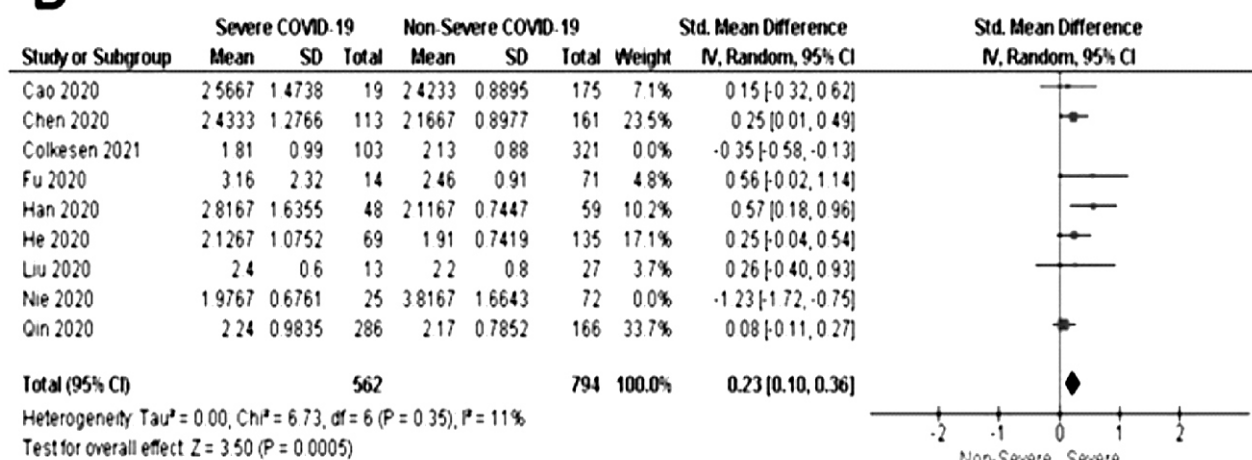 Severe COVID-19 Non-Severe COVID-19 Std. Mean Difference Std. Mean Difference
Study or Subgroup Mean SD Total Mean SD Total Weight IV, Random, 95% CI IV, Random, 95% CI
Cao 2020 2.5667 1.4738 19 2.4233 0.8895 175 7.1% 0.15 [-0.32, 0.62]
Chen 2020 2.4333 1.2766 113 2.1667 0.8977 161 23.5% 0.25 [0.01, 0.49]
Colkesen 2021 1.81 0.99 103 2.13 0.88 321 0.0% -0.35 [-0.58, -0.13]
Fu 2020 3.16 2.32 14 2.46 0.91 71 4.8% 0.56 [-0.02, 1.14]
Han 2020 2.8167 1.6355 48 2.1167 0.7447 59 10.2% 0.57 [0.18, 0.96]
He 2020 2.1267 1.0752 69 1.91 0.7419 135 17.1% 0.25 [-0.04, 0.54]
Liu 2020 2.4 0.6 13 2.2 0.8 27 3.7% 0.26 [-0.40, 0.93]
Nie 2020 1.9767 0.6761 25 3.8167 1.6643 72 0.0% -1.23 [-1.72, -0.75]
Qin 2020 2.24 0.9835 286 2.17 0.7852 166 33.7% 0.08 [-0.11, 0.27]
Total (95% CI) 562 794 100.0% 0.23 [0.10, 0.36]
Heterogeneity: Tau² = 0.00; Chi² = 6.73, df = 6 (P = 0.35); I² = 11%
Test for overall effect: Z = 3.50 (P = 0.0005)
-2 -1 0 1 2
Non-Severe Severe